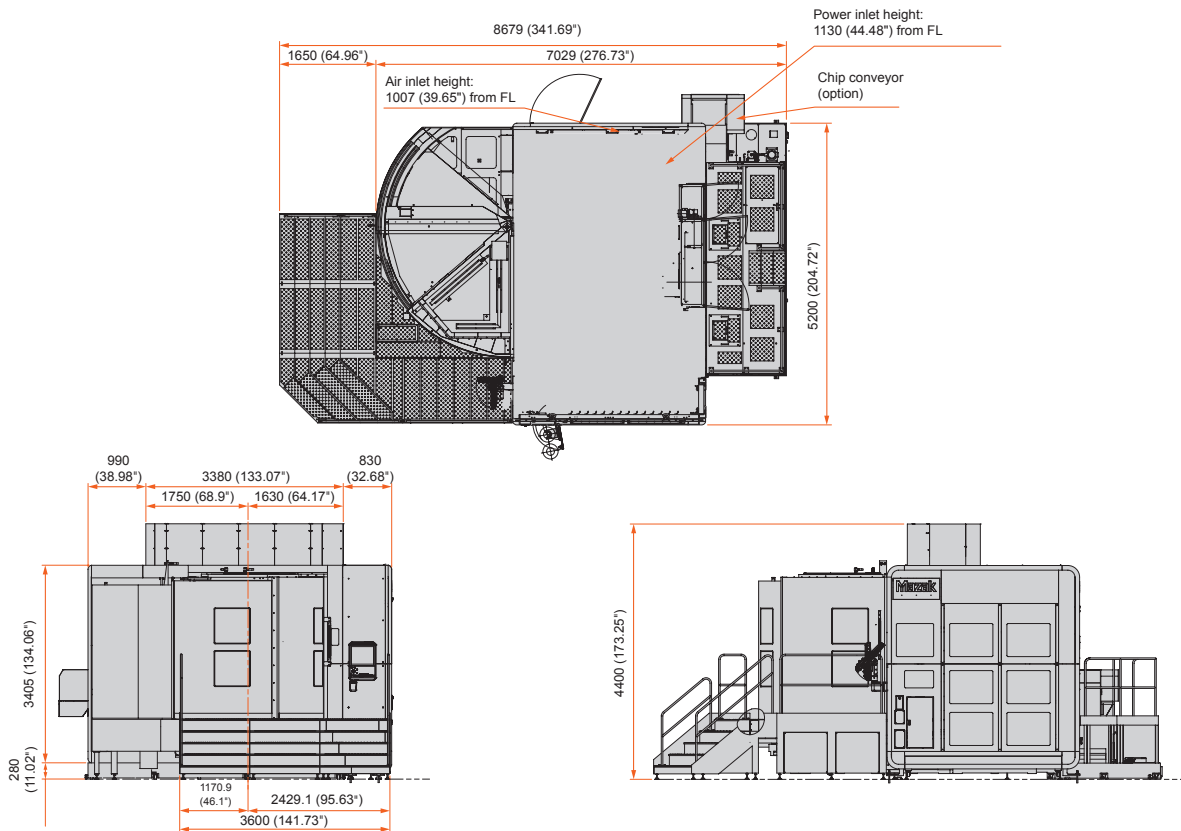 Power inlet height:
1130 (44.48") from FL
8679 (341.69")
1650 (64.96")
7029 (276.73")
Air inlet height:
1007 (39.65") from FL
Chip conveyor
(option)
5200 (204.72")
990
(38.98")
3380 (133.07")
830
(32.68")
1750 (68.9")
1630 (64.17")
3405 (134.06")
280
(11.02")
1170.9
(46.1")
2429.1 (95.63")
3600 (141.73")
4400 (173.25")
Mazak